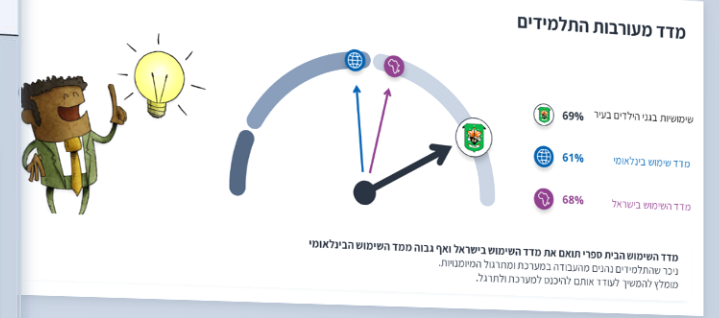 מדד מעורבות התלמידים
69% שימושיות בגני הילדים בעיר
61% מדד שימוש בינלאומי
68% מדד השימוש בישראל
מדד השימוש הבית ספרי תואם את מדד השימוש בישראל ואף גבוה ממד השימוש הבינלאומי
ניכר שהתלמידים נהנים מהעבודה במערכת ומתרגול המיומנויות.
מומלץ להמשיך לעודד אותם להיכנס למערכת ולתרגל.